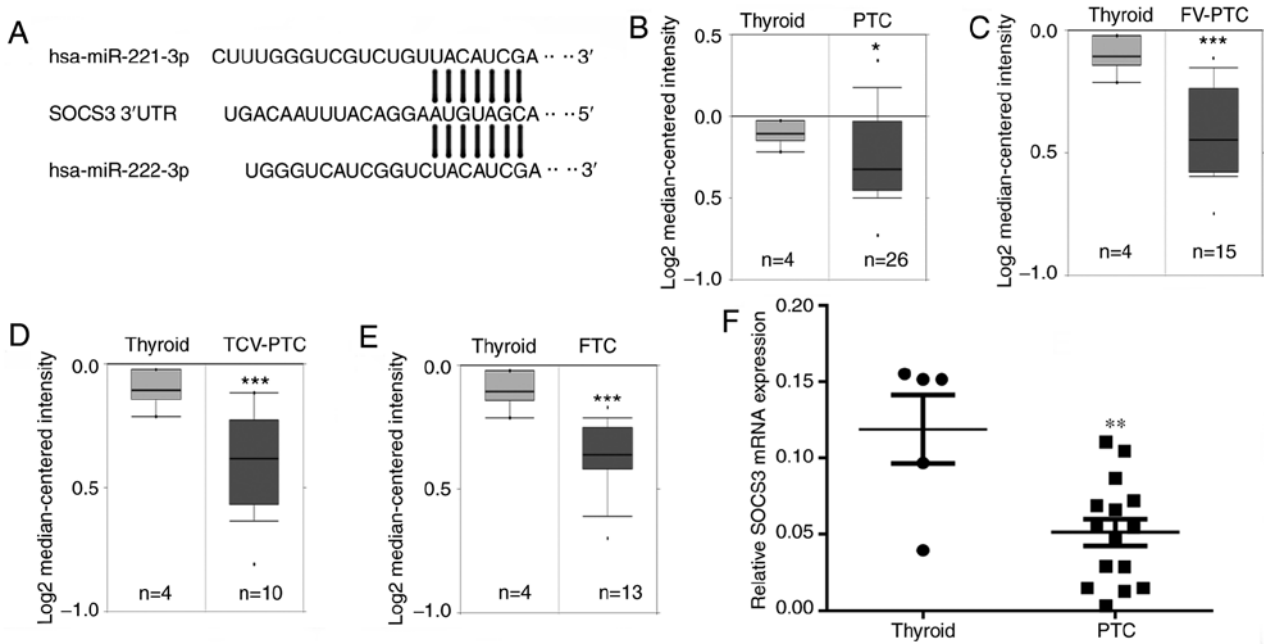 A
hsa-miR-221-3p CUUUGGGUCGUCUGUUACAUCGA·· ··3′
SOCS3 3′UTR UGACAAUUUACAGGAAUGUAGCA·· ··5′
hsa-miR-222-3p UGGGUCAUCGGUCUACAUCGA·· ··3′
B
Thyroid PTC
Log2 median-centered intensity
0.5
0.0
0.5
−1.0
*
n=4 n=26
C
Thyroid FV-PTC
Log2 median-centered intensity
0.0
0.5
−1.0
***
n=4 n=15
D
Thyroid TCV-PTC
Log2 median-centered intensity
0.0
0.5
−1.0
***
n=4 n=10
E
Thyroid FTC
Log2 median-centered intensity
0.0
0.5
−1.0
***
n=4 n=13
F
Relative SOCS3 mRNA expression
0.20
0.15
0.10
0.05
0.00
**
Thyroid PTC